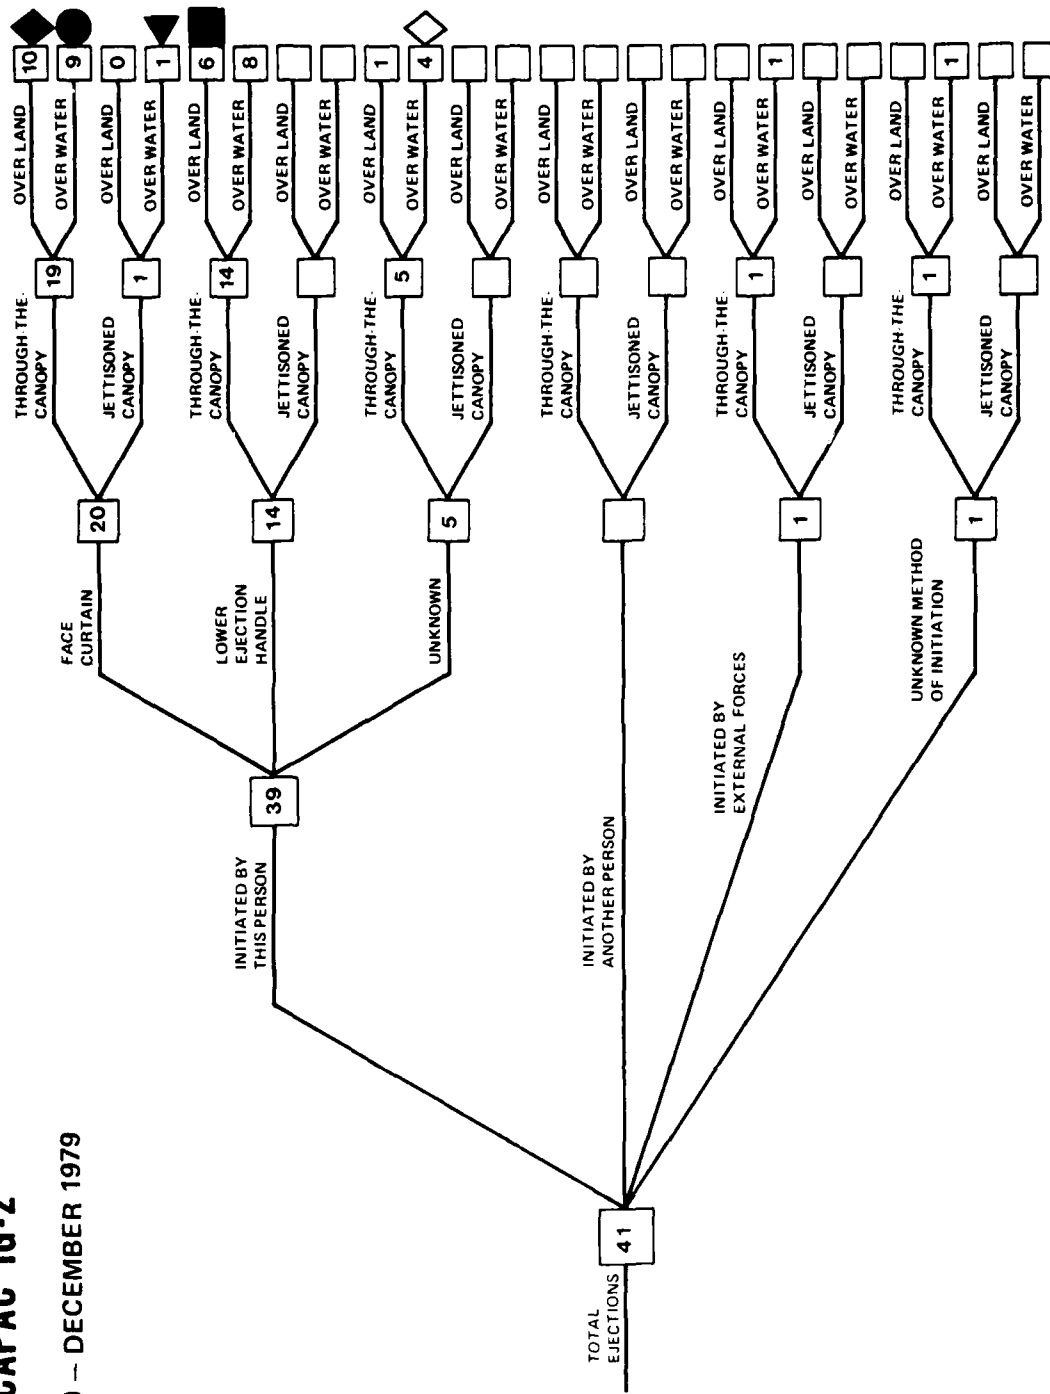 CAPAC IG-2
– DECEMBER 1979
TOTAL
EJECTIONS
41
INITIATED BY
THIS PERSON
39
FACE
CURTAIN
20
THROUGH-THE-
CANOPY
19
OVER LAND
10
OVER WATER
9
JETTISONED
CANOPY
1
OVER LAND
0
OVER WATER
1
LOWER
EJECTION
HANDLE
14
THROUGH-THE-
CANOPY
14
OVER LAND
6
OVER WATER
8
JETTISONED
CANOPY
OVER LAND
OVER WATER
UNKNOWN
5
THROUGH-THE-
CANOPY
5
OVER LAND
1
OVER WATER
4
JETTISONED
CANOPY
OVER LAND
OVER WATER
INITIATED BY
ANOTHER PERSON
THROUGH-THE-
CANOPY
OVER LAND
OVER WATER
JETTISONED
CANOPY
OVER LAND
OVER WATER
INITIATED BY
EXTERNAL FORCES
1
THROUGH-THE-
CANOPY
1
OVER LAND
OVER WATER
1
JETTISONED
CANOPY
OVER LAND
OVER WATER
UNKNOWN METHOD
OF INITIATION
1
THROUGH-THE-
CANOPY
1
OVER LAND
OVER WATER
1
JETTISONED
CANOPY
OVER LAND
OVER WATER